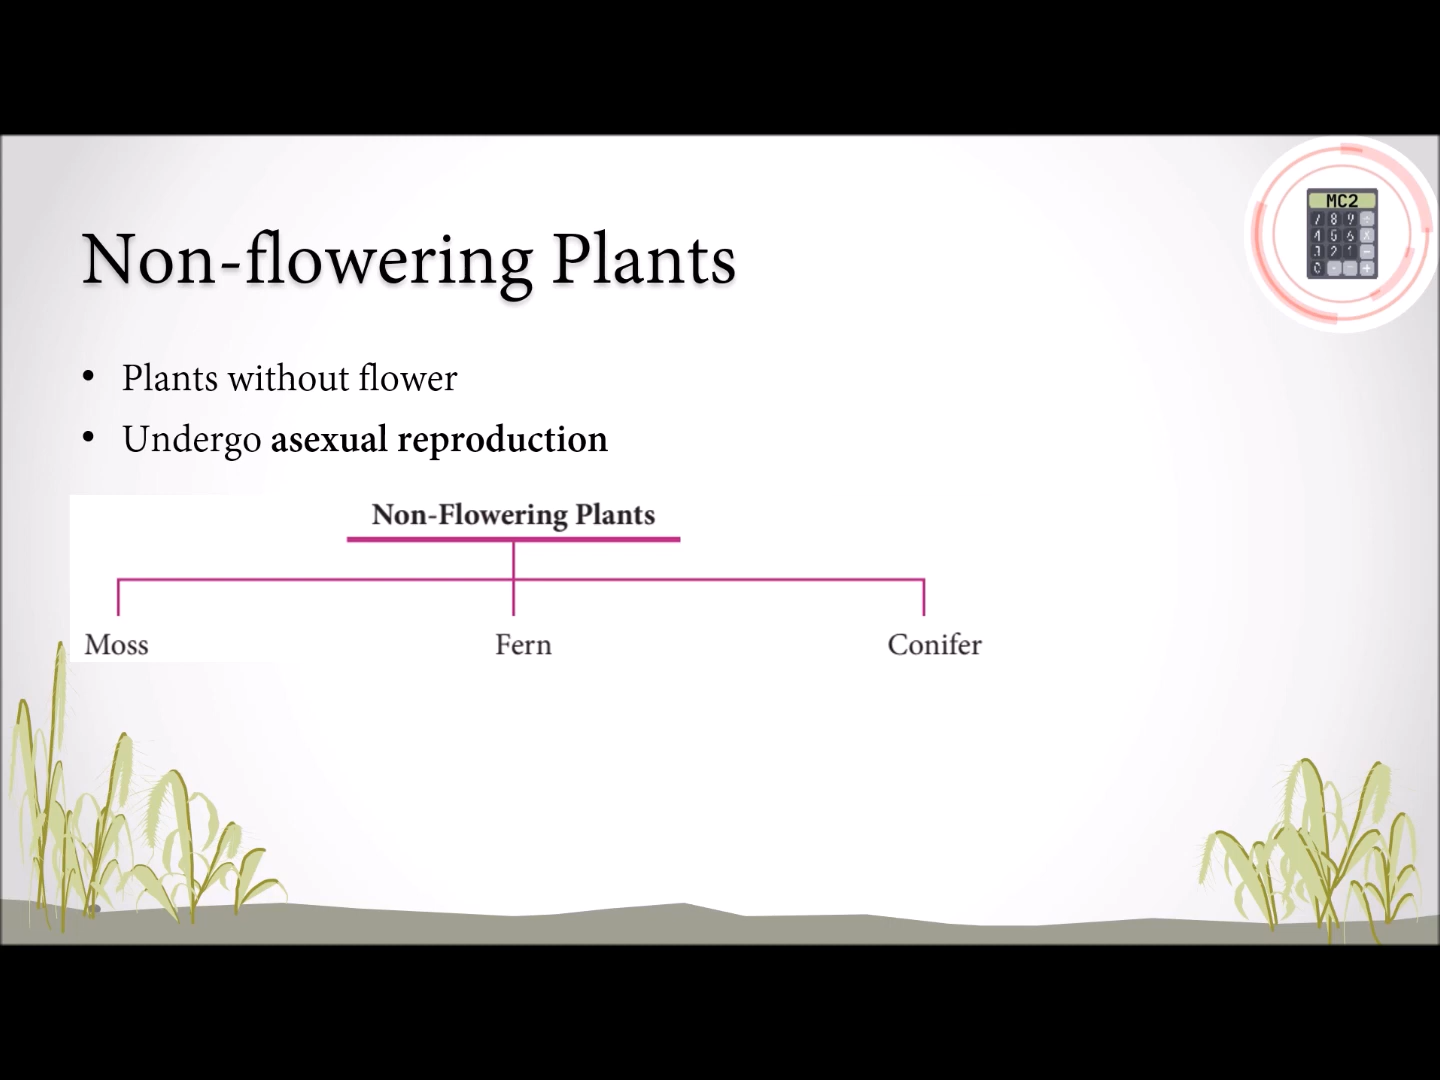 MC2
Non-flowering Plants
• Plants without flower
• Undergo asexual reproduction
Non-Flowering Plants
Moss Fern Conifer